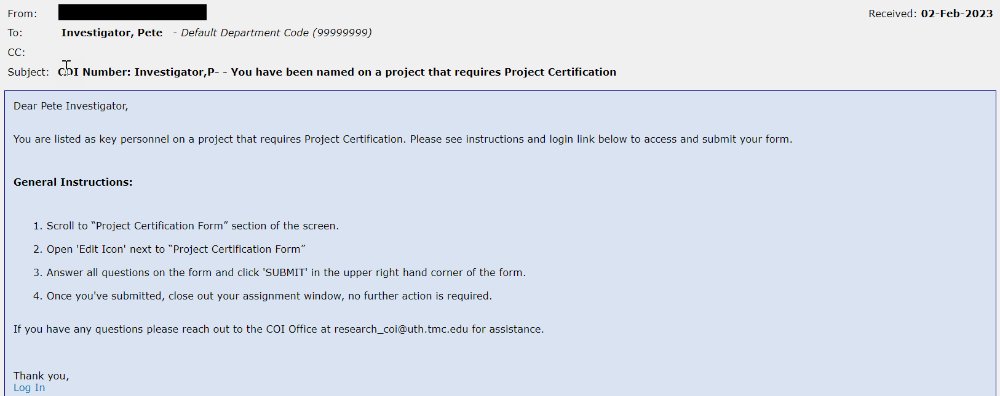 From:
Received: 02-Feb-2023
To: Investigator, Pete - Default Department Code (99999999)
CC:
Subject: COI Number: Investigator,P- - You have been named on a project that requires Project Certification
Dear Pete Investigator,
You are listed as key personnel on a project that requires Project Certification. Please see instructions and login link below to access and submit your form.
General Instructions:
1. Scroll to “Project Certification Form” section of the screen.
2. Open 'Edit Icon' next to “Project Certification Form”
3. Answer all questions on the form and click 'SUBMIT' in the upper right hand corner of the form.
4. Once you've submitted, close out your assignment window, no further action is required.
If you have any questions please reach out to the COI Office at research_coi@uth.tmc.edu for assistance.
Thank you,
Log In